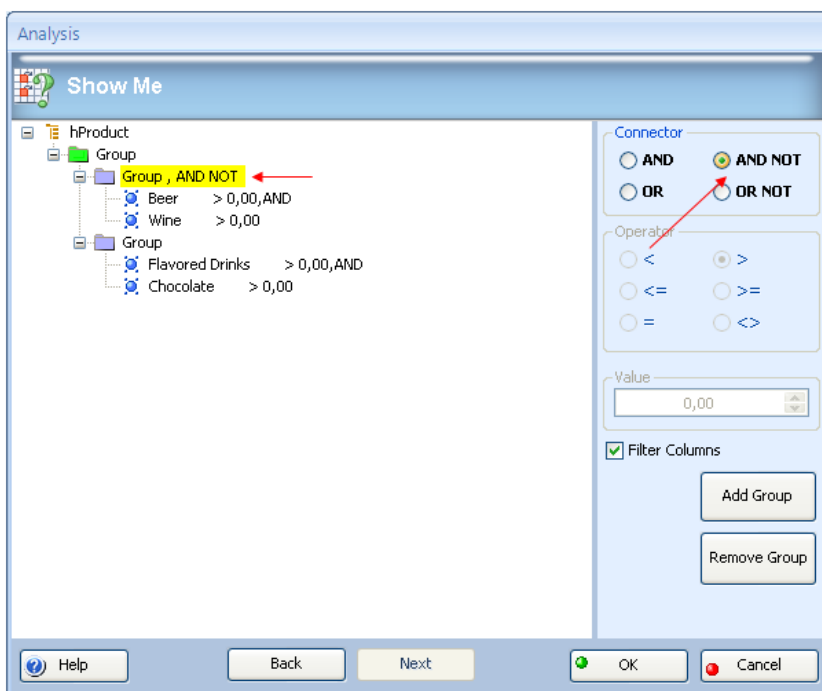 Analysis
Show Me
hProduct
Group
Group , AND NOT
Beer > 0,00,AND
Wine > 0,00
Group
Flavored Drinks > 0,00,AND
Chocolate > 0,00
Connector
AND AND NOT
OR OR NOT
Operator
< >
<= >=
= <>
Value
0,00
Filter Columns
Add Group
Remove Group
Help Back Next OK Cancel